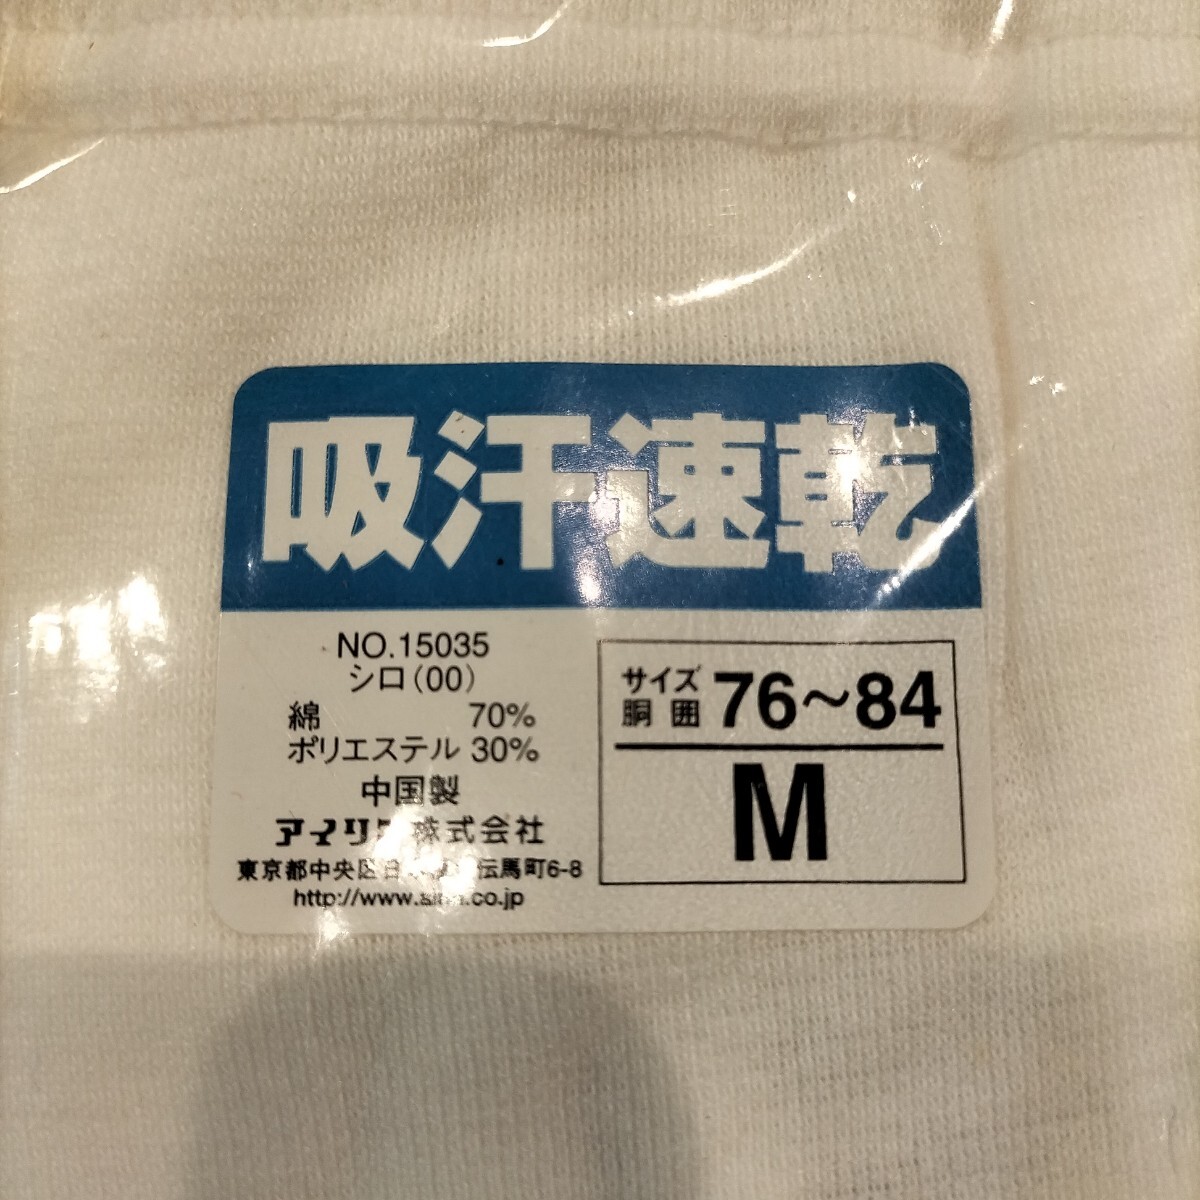 吸汗速乾
NO.15035
シロ(00)
綿 70%
ポリエステル 30%
中国製
株式会社
東京都中央区 伝馬町6-8
サイズ
胴囲 76~84
M